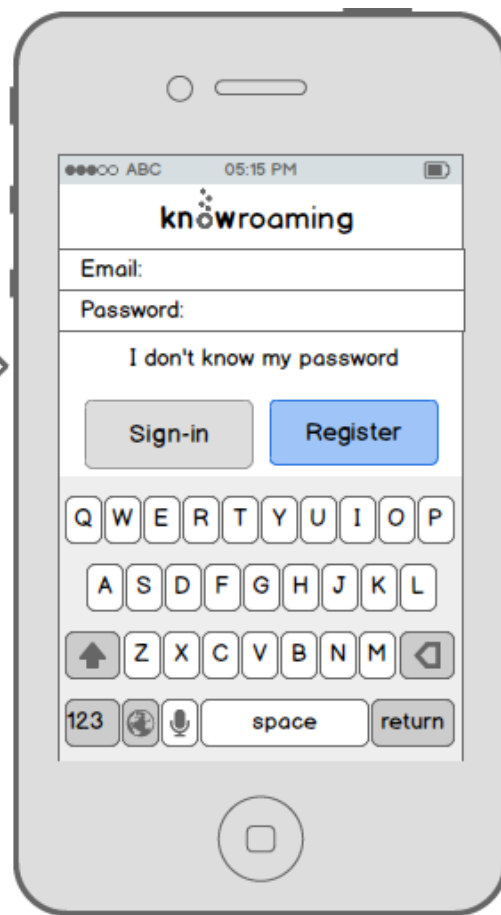 ABC 05:15 PM
knowroaming
Email:
Password:
I don't know my password
Sign-in Register
Q W E R T Y U I O P
A S D F G H J K L
Z X C V B N M
123 space return